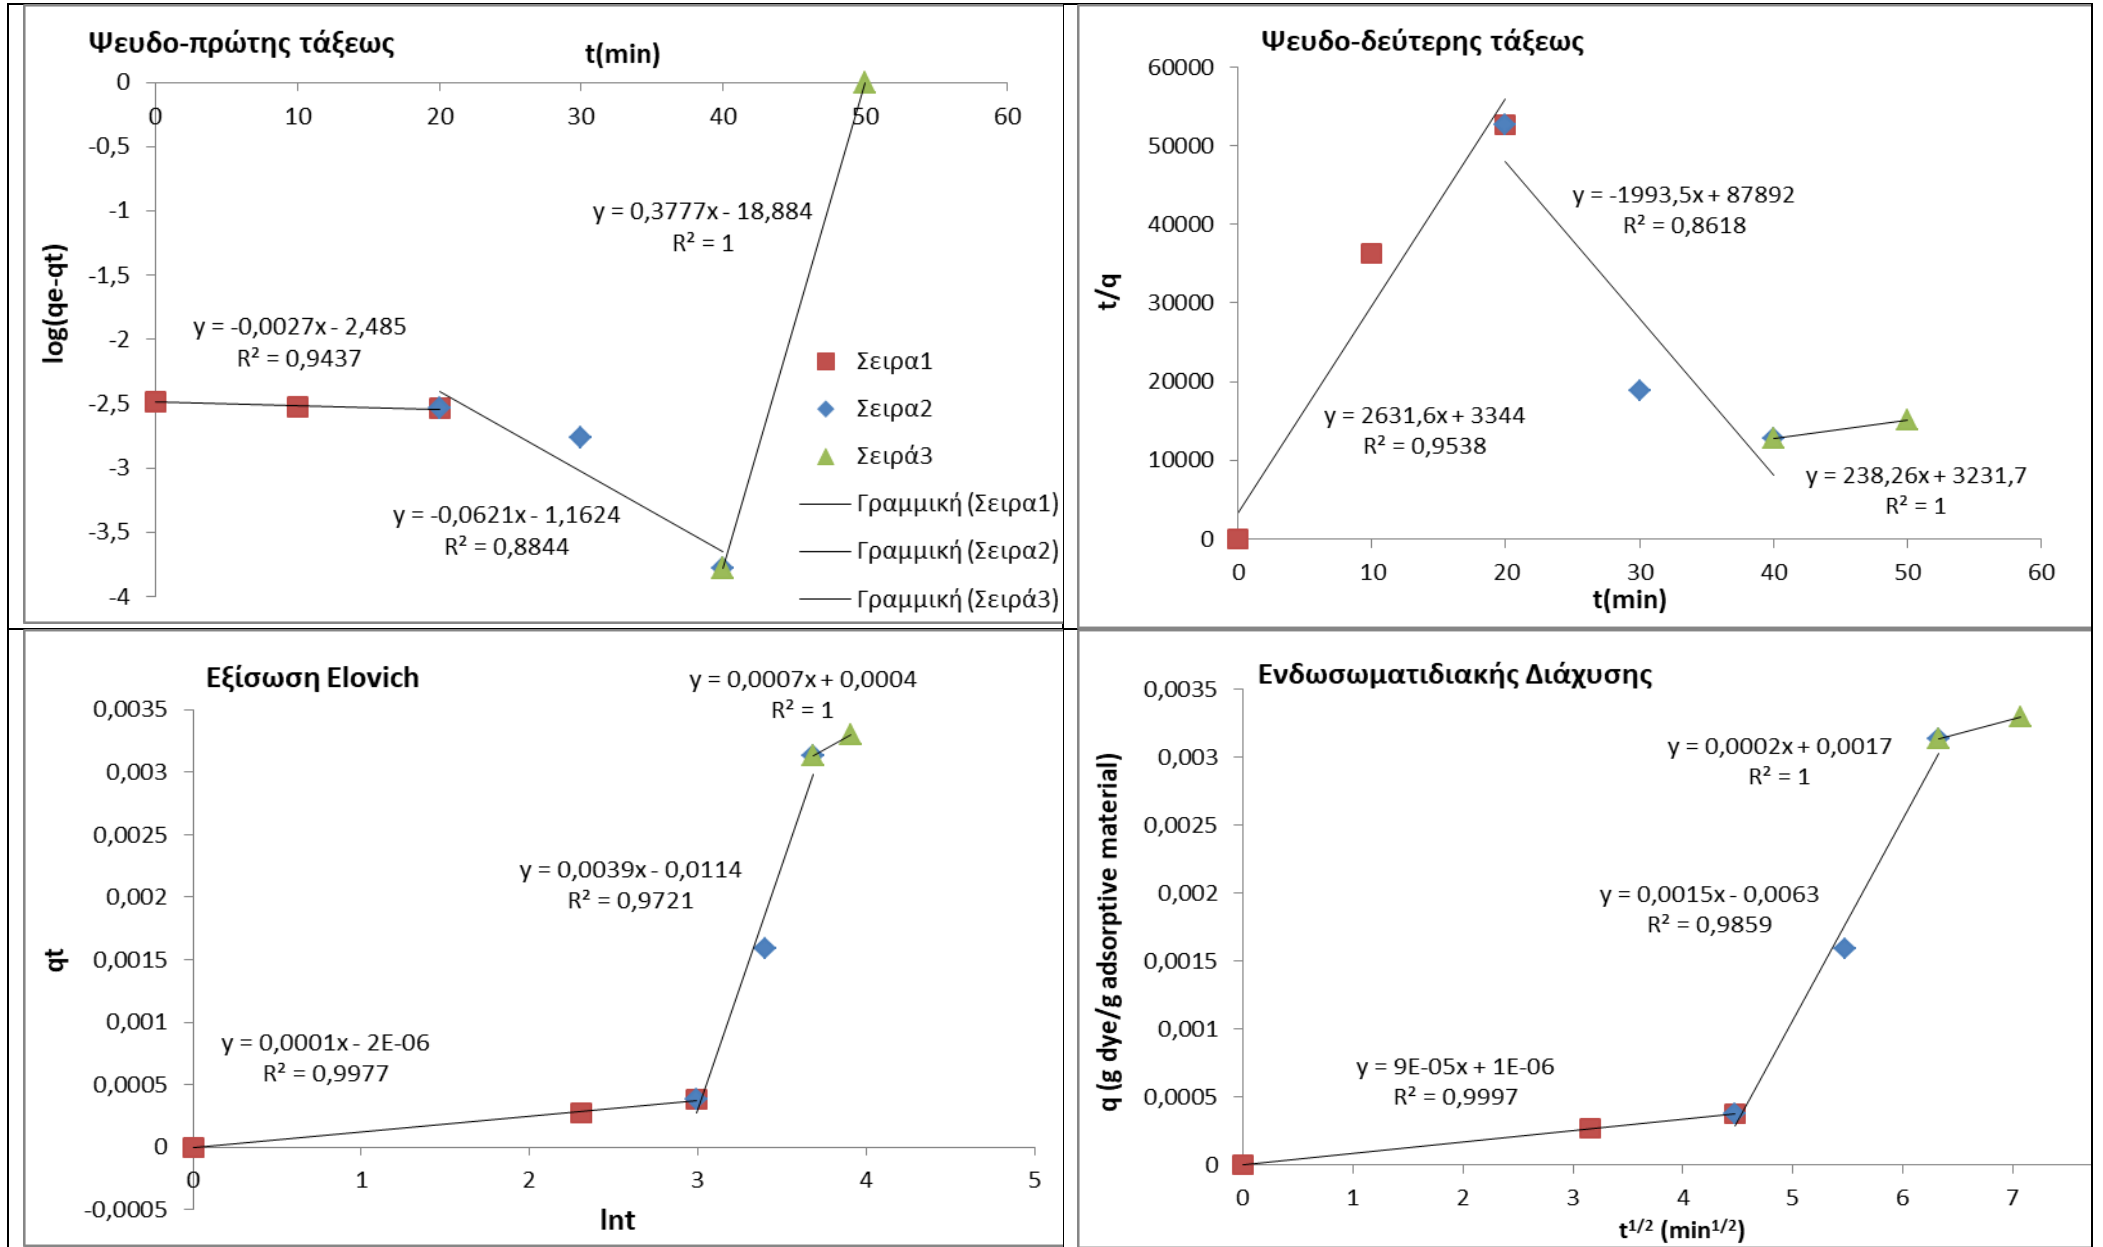 Ψευδο-πρώτης τάξεως
t(min)
0
0 10 20 30 40 50 60
-0,5
-1
-1,5
-2
-2,5
-3
-3,5
-4
log(qe-qt)
y = 0,3777x - 18,884
R² = 1
y = -0,0027x - 2,485
R² = 0,9437
y = -0,0621x - 1,1624
R² = 0,8844
Σειρα1
Σειρα2
Σειρά3
Γραμμική (Σειρα1)
Γραμμική (Σειρα2)
Γραμμική (Σειρά3)
Ψευδο-δεύτερης τάξεως
60000
50000
40000
30000
20000
10000
0
t/q
y = -1993,5x + 87892
R² = 0,8618
y = 2631,6x + 3344
R² = 0,9538
y = 238,26x + 3231,7
R² = 1
0 10 20 30 40 50 60
t(min)
Εξίσωση Elovich
y = 0,0007x + 0,0004
R² = 1
0,0035
0,003
0,0025
0,002
0,0015
0,001
0,0005
0
-0,0005
qt
y = 0,0039x - 0,0114
R² = 0,9721
y = 0,0001x - 2E-06
R² = 0,9977
0 1 2 3 4 5
lnt
Ενδωσωματιδιακής Διάχυσης
0,0035
0,003
0,0025
0,002
0,0015
0,001
0,0005
0
q (g dye/g adsorptive material)
y = 0,0002x + 0,0017
R² = 1
y = 0,0015x - 0,0063
R² = 0,9859
y = 9E-05x + 1E-06
R² = 0,9997
0 1 2 3 4 5 6 7
t^1/2 (min^1/2)